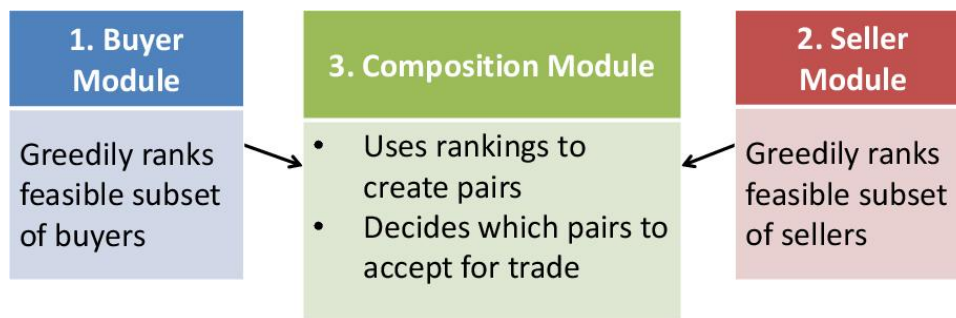 1. Buyer
Module
Greedily ranks
feasible subset
of buyers
3. Composition Module
• Uses rankings to
create pairs
• Decides which pairs to
accept for trade
2. Seller
Module
Greedily ranks
feasible subset
of sellers